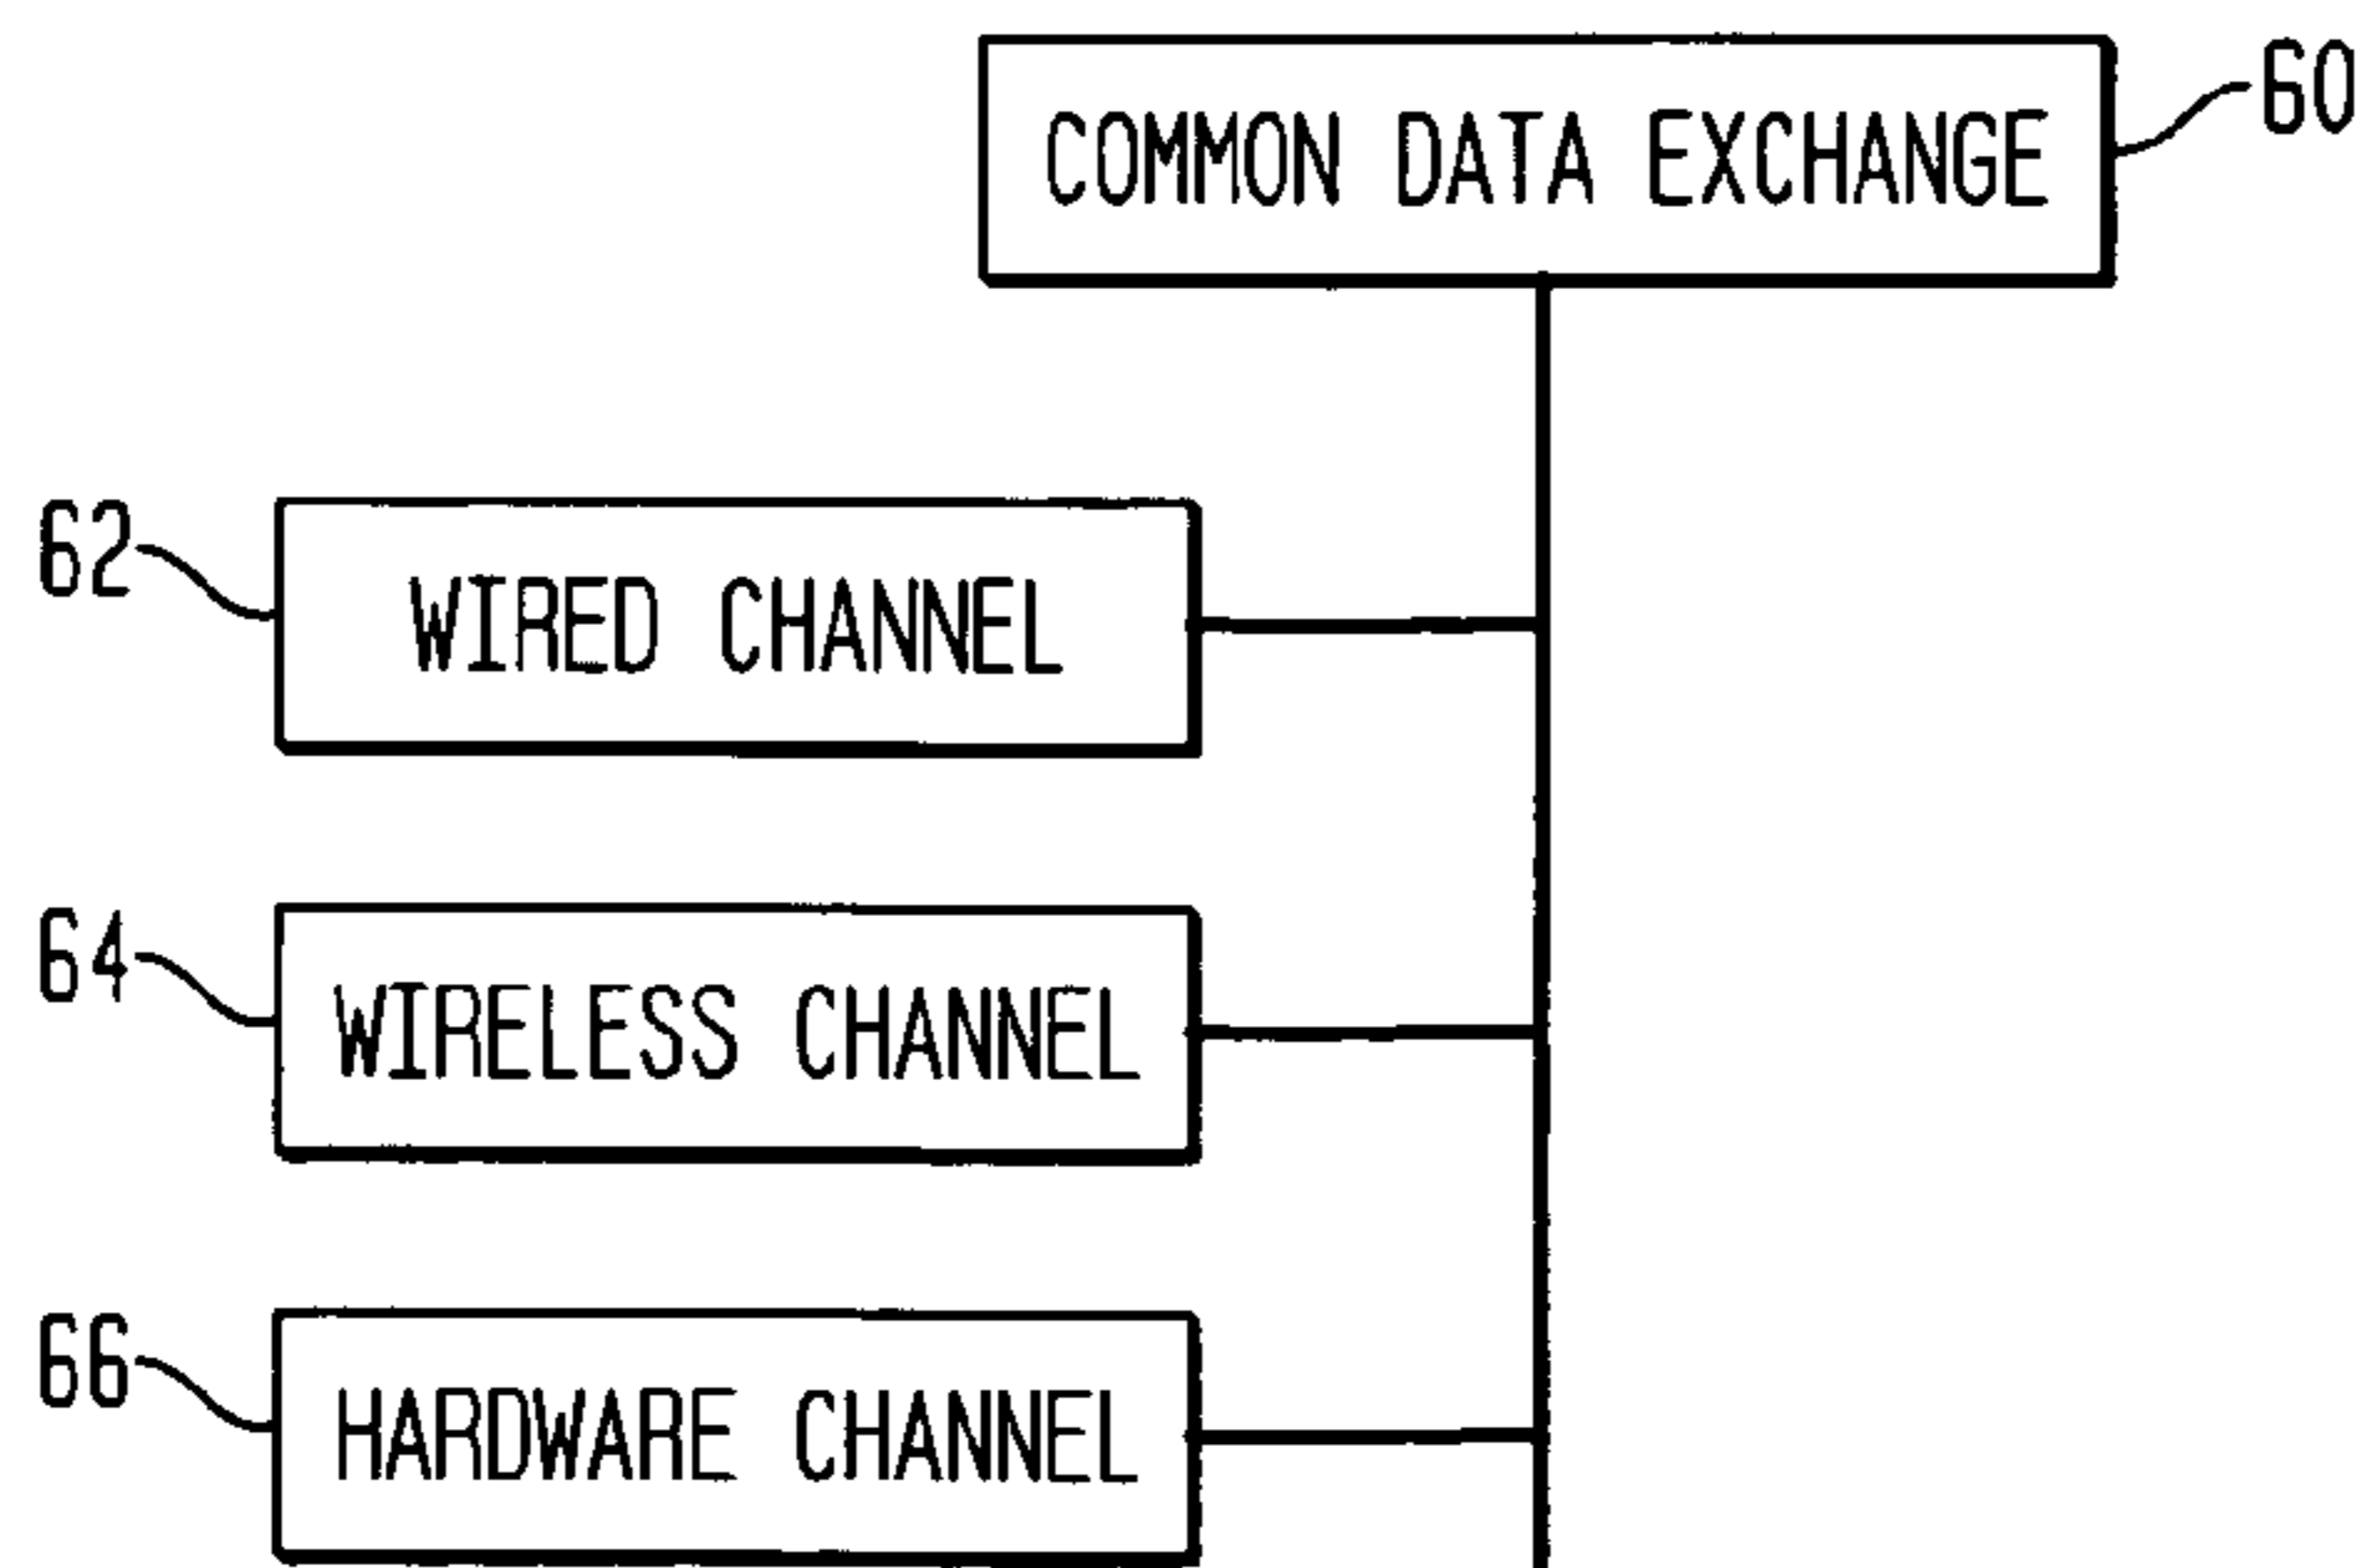 COMMON DATA EXCHANGE
60
62
WIRED CHANNEL
64
WIRELESS CHANNEL
66
HARDWARE CHANNEL